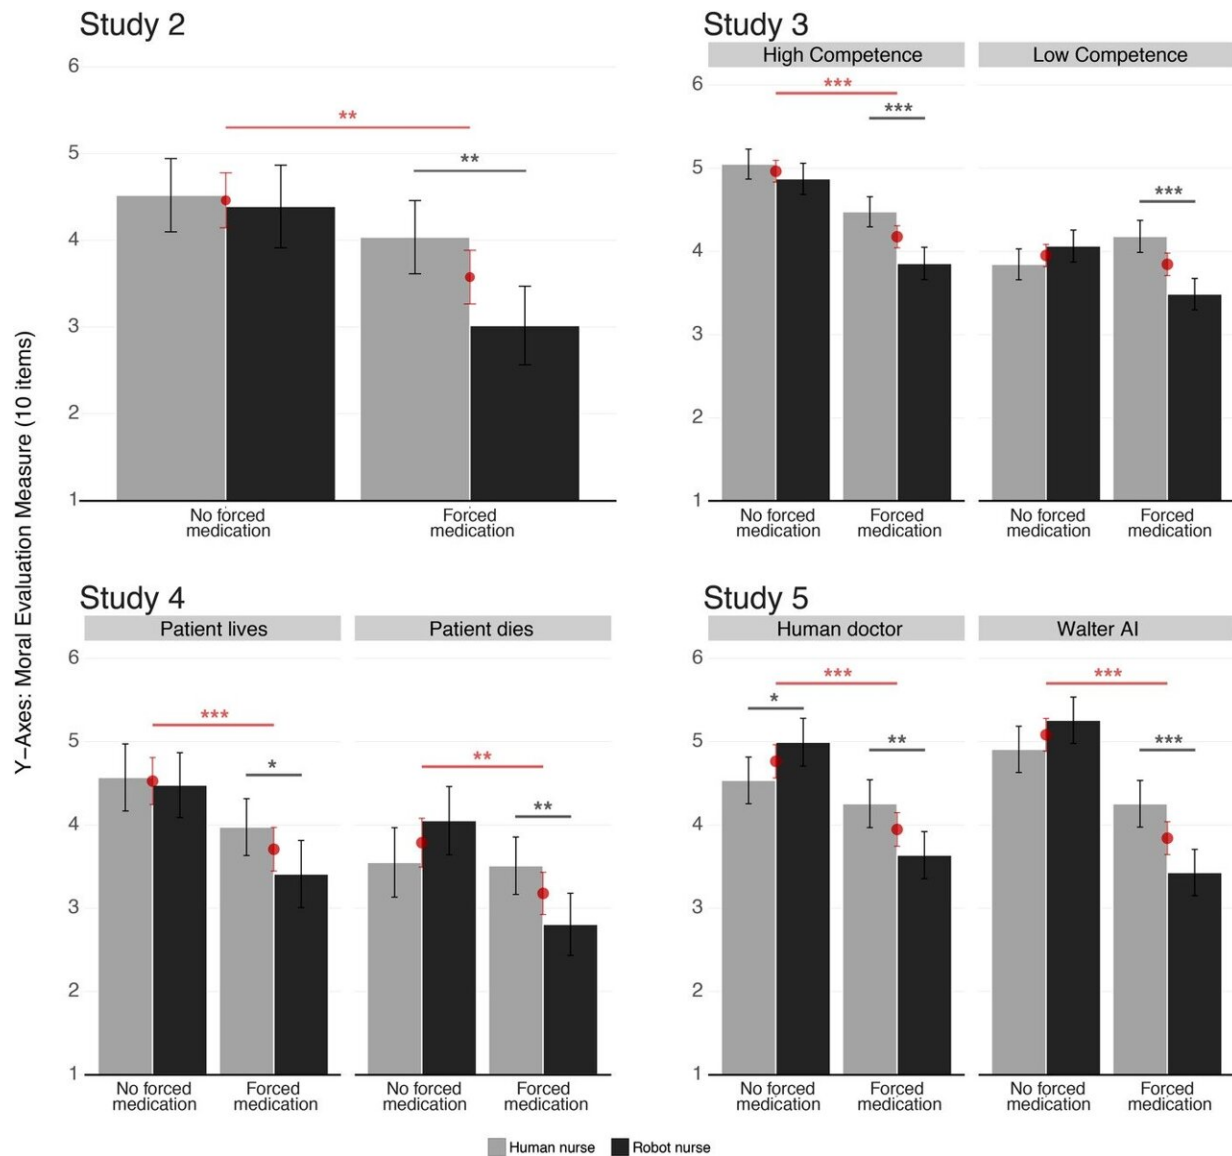 Study 2
6
5
4
3
2
1
**
**
No forced
medication
Forced
medication
Study 3
High Competence
Low Competence
6
5
4
3
2
1
***
***
***
No forced
medication
Forced
medication
No forced
medication
Forced
medication
Y-Axes: Moral Evaluation Measure (10 items)
Study 4
Patient lives
Patient dies
6
5
4
3
2
1
***
*
**
**
No forced
medication
Forced
medication
No forced
medication
Forced
medication
Study 5
Human doctor
Walter AI
6
5
4
3
2
1
***
*
**
***
***
No forced
medication
Forced
medication
No forced
medication
Forced
medication
Human nurse
Robot nurse